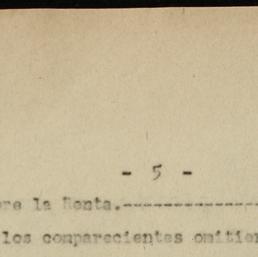 - 5 -
re la Renta.---------------
los comparecientes omitier